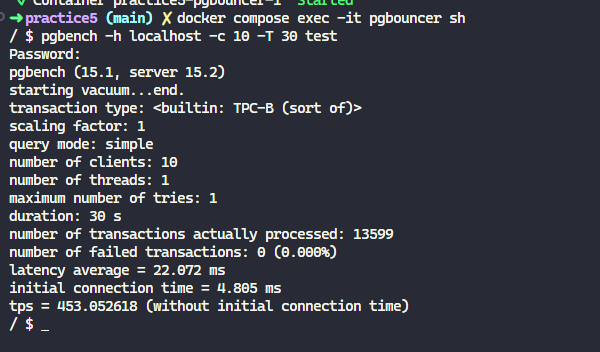 ✓ Container practice5-pgbouncer-1 Started
➜ practice5 (main) ✗ docker compose exec -it pgbouncer sh
/ $ pgbench -h localhost -c 10 -T 30 test
Password:
pgbench (15.1, server 15.2)
starting vacuum...end.
transaction type: <builtin: TPC-B (sort of)>
scaling factor: 1
query mode: simple
number of clients: 10
number of threads: 1
maximum number of tries: 1
duration: 30 s
number of transactions actually processed: 13599
number of failed transactions: 0 (0.000%)
latency average = 22.072 ms
initial connection time = 4.805 ms
tps = 453.052618 (without initial connection time)
/ $ _